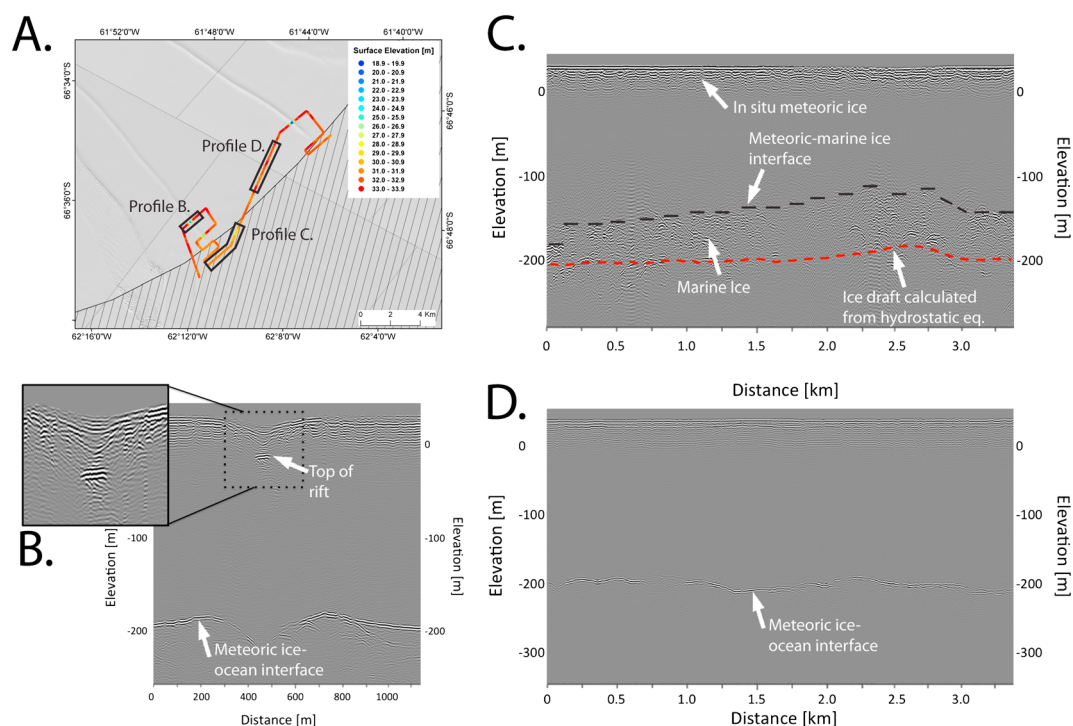 A.
61°52'0"W 61°48'0"W 61°44'0"W 61°40'0"W
66°34'0"S
66°36'0"S
66°46'0"S
66°48'0"S
62°16'0"W 62°12'0"W 62°8'0"W 62°4'0"W
Surface Elevation [m]
18.9 - 19.9
20.0 - 20.9
21.0 - 21.9
22.0 - 22.9
23.0 - 23.9
24.0 - 24.9
25.0 - 25.9
26.0 - 26.9
27.0 - 27.9
28.0 - 28.9
29.0 - 29.9
30.0 - 30.9
31.0 - 31.9
32.0 - 32.9
33.0 - 33.9
Profile D.
Profile B.
Profile C.
0 2 4 Km
C.
Elevation [m]
0
-100
-200
In situ meteoric ice
Meteoric-marine ice
interface
Marine Ice
Ice draft calculated
from hydrostatic eq.
0
-100
-200
Elevation [m]
0 0.5 1.0 1.5 2.0 2.5 3.0
Distance [km]
B.
Elevation [m]
-100
-200
Top of
rift
Meteoric ice-
ocean interface
0
-100
-200
Elevation [m]
0 200 400 600 800 1000
Distance [m]
D.
Elevation [m]
0
-100
-200
-300
Meteoric ice-
ocean interface
0
-100
-200
-300
Elevation [m]
0 0.5 1.0 1.5 2.0 2.5 3.0
Distance [km]